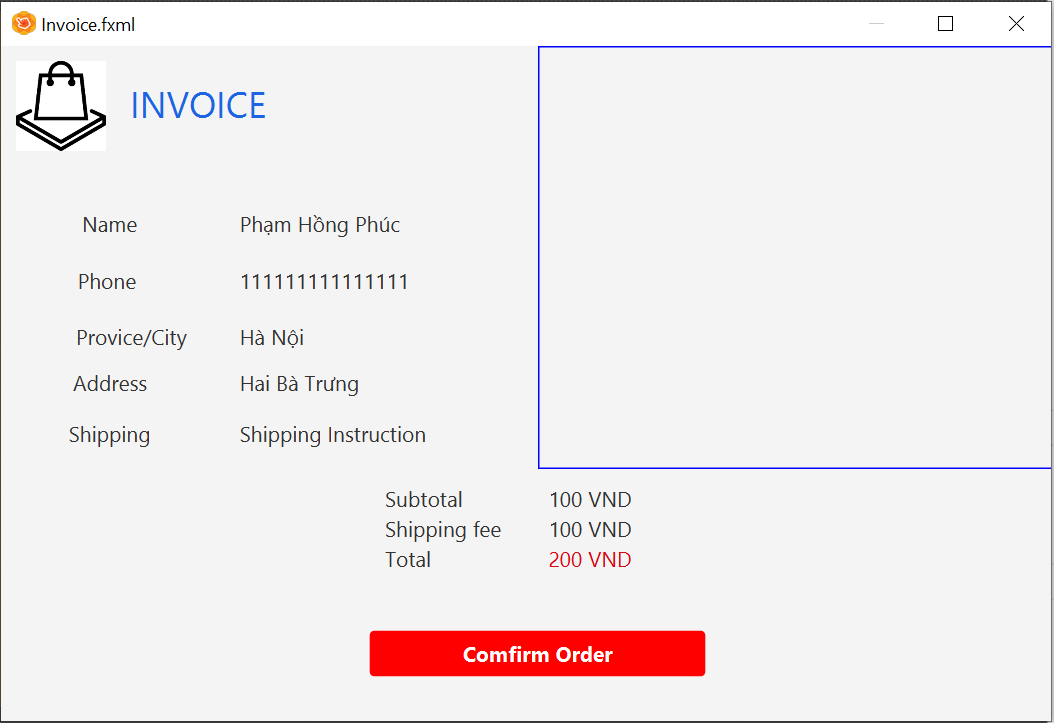 Invoice.fxml
INVOICE
Name Phạm Hồng Phúc
Phone 111111111111111
Provice/City Hà Nội
Address Hai Bà Trưng
Shipping Shipping Instruction
Subtotal 100 VND
Shipping fee 100 VND
Total 200 VND
Comfirm Order